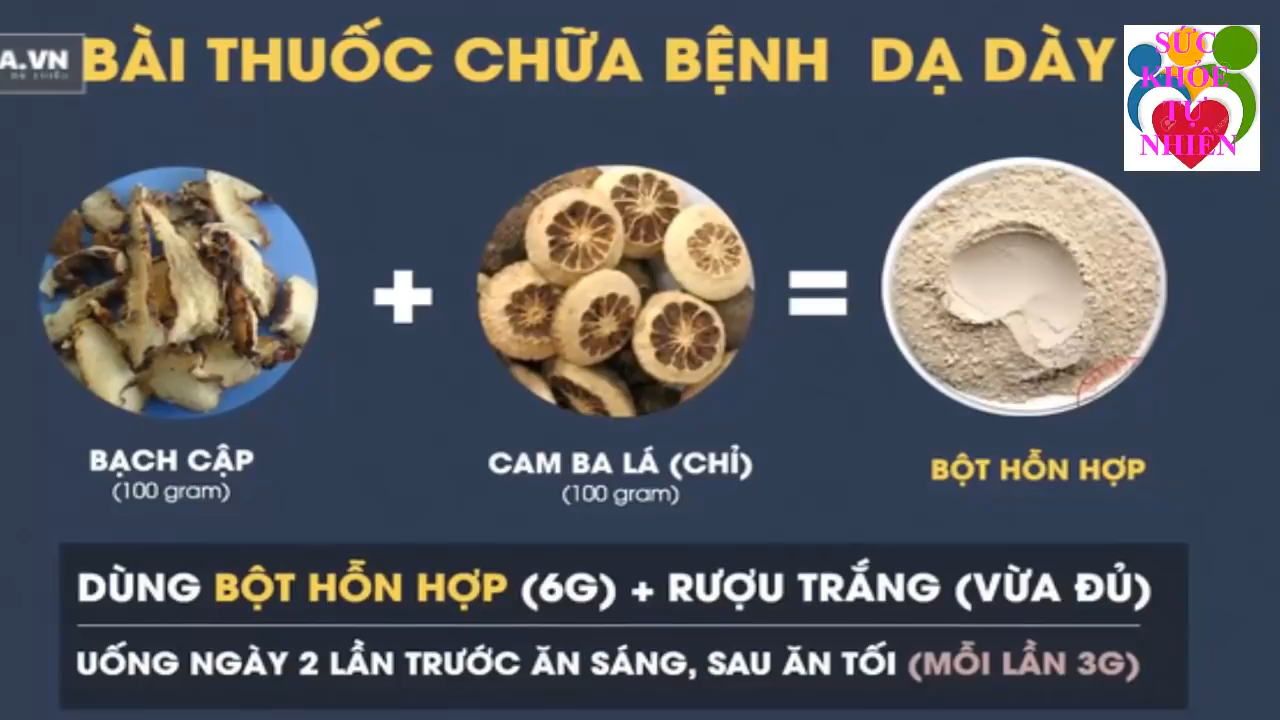 BÀI THUỐC CHỮA BỆNH DẠ DÀY
A.VN
SỨC
KHỎE
TỰ
NHIÊN
BẠCH CẬP
(100 gram)
CAM BA LÁ (CHỈ)
(100 gram)
BỘT HỖN HỢP
DÙNG BỘT HỖN HỢP (6G) + RƯỢU TRẮNG (VỪA ĐỦ)
UỐNG NGÀY 2 LẦN TRƯỚC ĂN SÁNG, SAU ĂN TỐI (MỖI LẦN 3G)